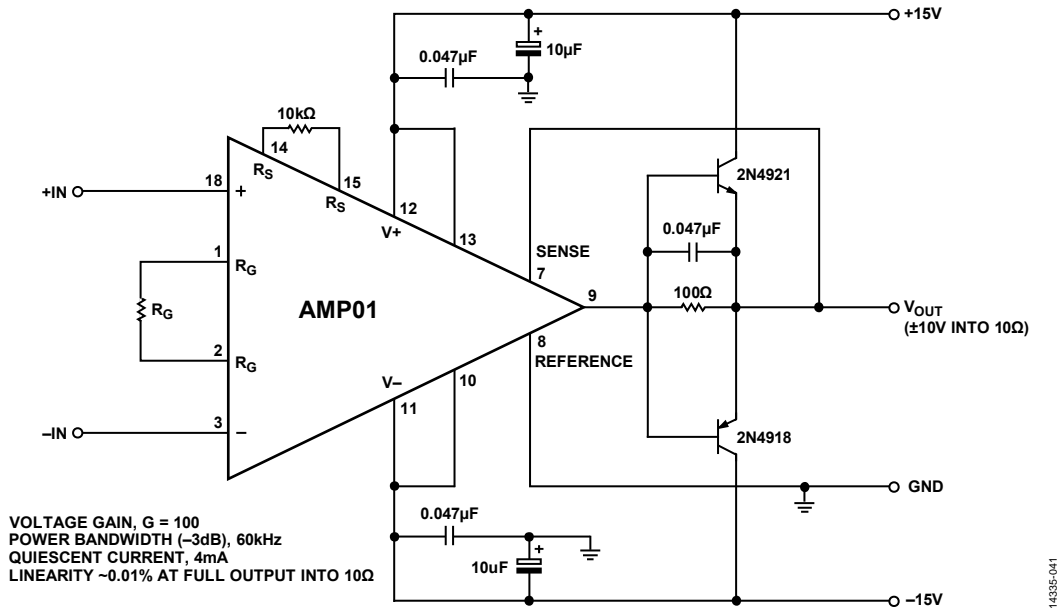 +15V
+
10µF
0.047µF
10kΩ
14
RS
15
RS
12
V+
13
+IN
18
+
1
RG
RG
2
RG
AMP01
SENSE
7
9
8
REFERENCE
2N4921
0.047µF
100Ω
VOUT
(±10V INTO 10Ω)
V–
10
11
–IN
3
–
2N4918
GND
0.047µF
+
10uF
–15V
VOLTAGE GAIN, G = 100
POWER BANDWIDTH (–3dB), 60kHz
QUIESCENT CURRENT, 4mA
LINEARITY ~0.01% AT FULL OUTPUT INTO 10Ω
14335-041